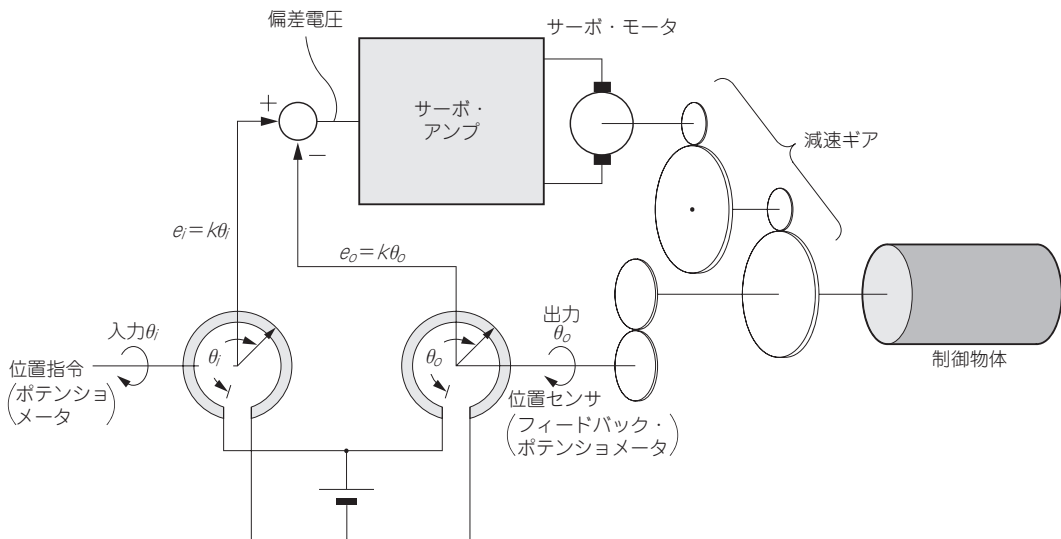 偏差電圧
サーボ・モータ
+
−
サーボ・
アンプ
減速ギア
eᵢ=kθᵢ
eₒ=kθₒ
入力θᵢ
θᵢ
θₒ
出力
θₒ
位置指令
(ポテンショ
メータ)
位置センサ
(フィードバック・
ポテンショメータ)
制御物体